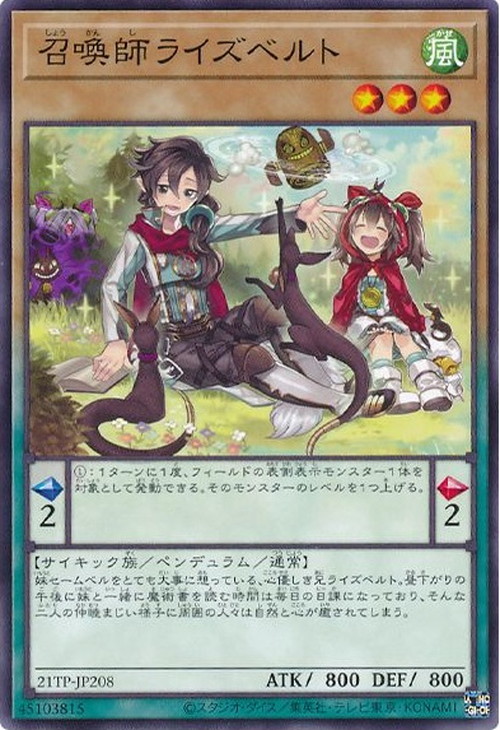 召喚師ライズベルト
風
①:1ターンに1度、フィールドの表側表示モンスター1体を
対象として発動できる。そのモンスターのレベルを1つ上げる。
2
2
【サイキック族/ペンデュラム/通常】
妹セームベルをとても大事に想っている、心優しき兄ライズベルト。昼下がりの
午後に妹と一緒に魔術書を読む時間は毎日の日課になっており、そんな
二人の仲睦まじい様子に周囲の人々は自然と心が癒されてしまう。
21TP-JP208
ATK/ 800 DEF/ 800
45103815
©スタジオ・ダイス/集英社・テレビ東京・KONAMI